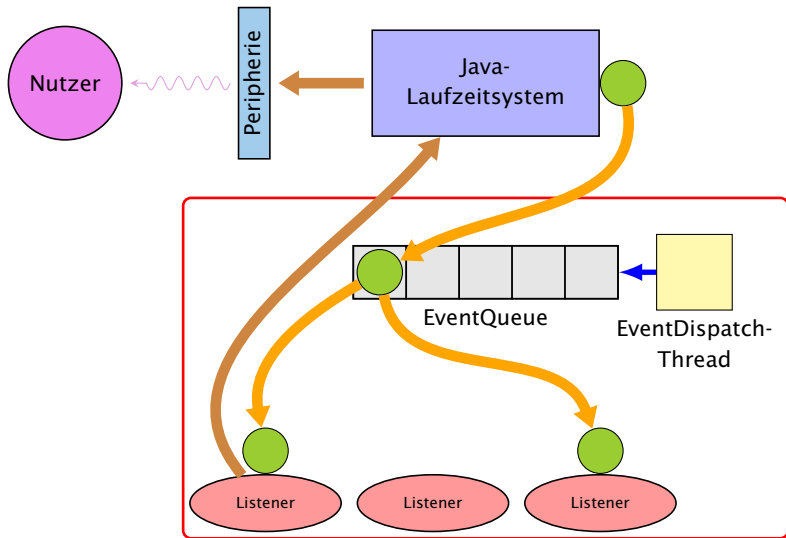 Nutzer
Peripherie
Java-
Laufzeitsystem
EventQueue
EventDispatch-
Thread
Listener
Listener
Listener